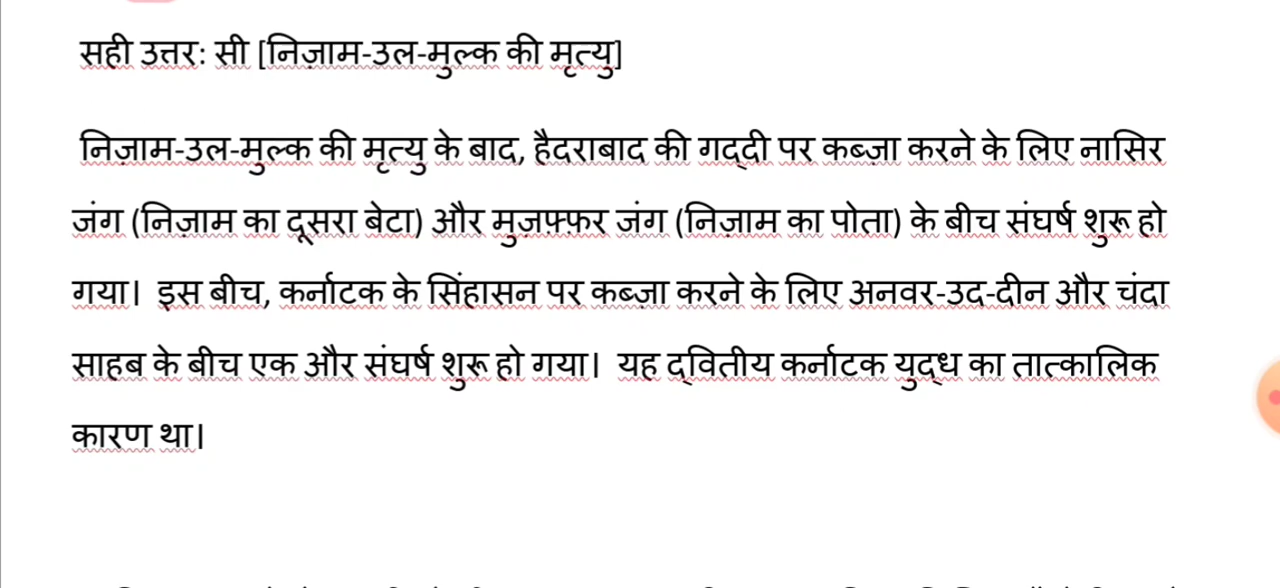 सही उत्तर: सी [निज़ाम-उल-मुल्क की मृत्यु]
निज़ाम-उल-मुल्क की मृत्यु के बाद, हैदराबाद की गद्दी पर कब्ज़ा करने के लिए नासिर
जंग (निज़ाम का दूसरा बेटा) और मुज़फ़्फ़र जंग (निज़ाम का पोता) के बीच संघर्ष शुरू हो
गया। इस बीच, कर्नाटक के सिंहासन पर कब्ज़ा करने के लिए अनवर-उद-दीन और चंदा
साहब के बीच एक और संघर्ष शुरू हो गया। यह द्वितीय कर्नाटक युद्ध का तात्कालिक
कारण था।